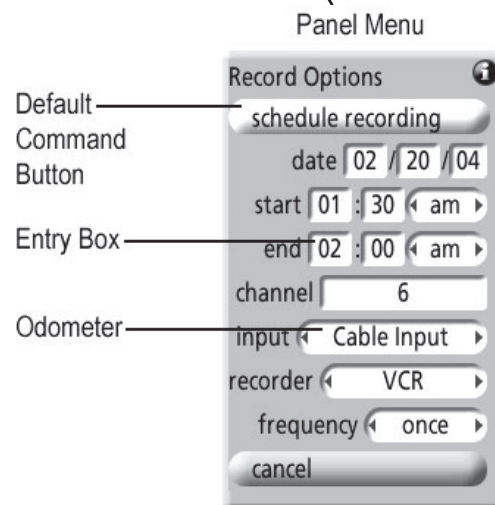 Panel Menu
Record Options i
Default
Command
Button
schedule recording
date 02 / 20 / 04
start 01 : 30 am
Entry Box
end 02 : 00 am
channel 6
Odometer
input Cable Input
recorder VCR
frequency once
cancel